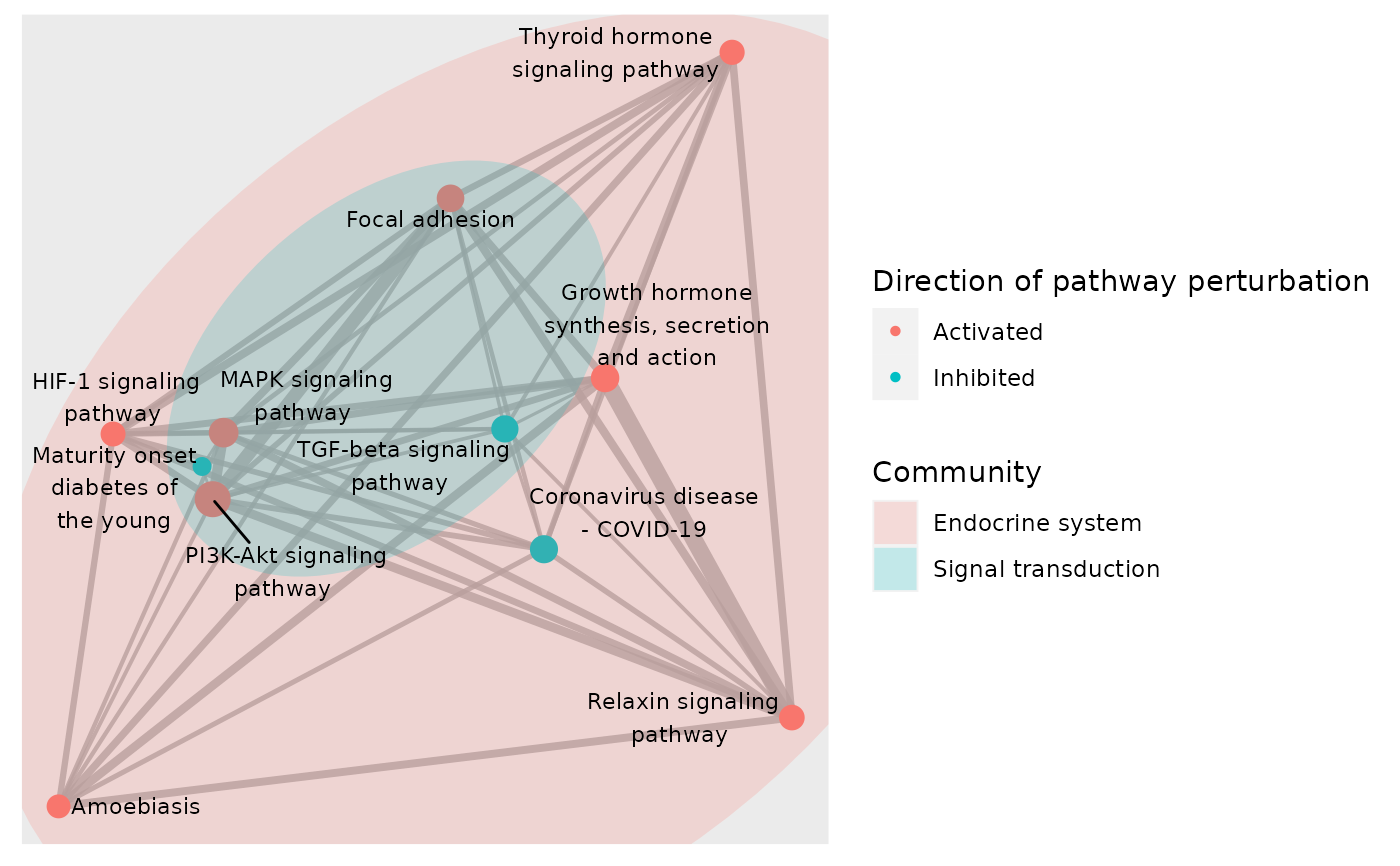 Thyroid hormone
signaling pathway
Focal adhesion
Growth hormone
synthesis, secretion
and action
HIF-1 signaling
pathway
MAPK signaling
pathway
Maturity onset
diabetes of
the young
TGF-beta signaling
pathway
Coronavirus disease
- COVID-19
PI3K-Akt signaling
pathway
Relaxin signaling
pathway
Amoebiasis
Direction of pathway perturbation
Activated
Inhibited
Community
Endocrine system
Signal transduction